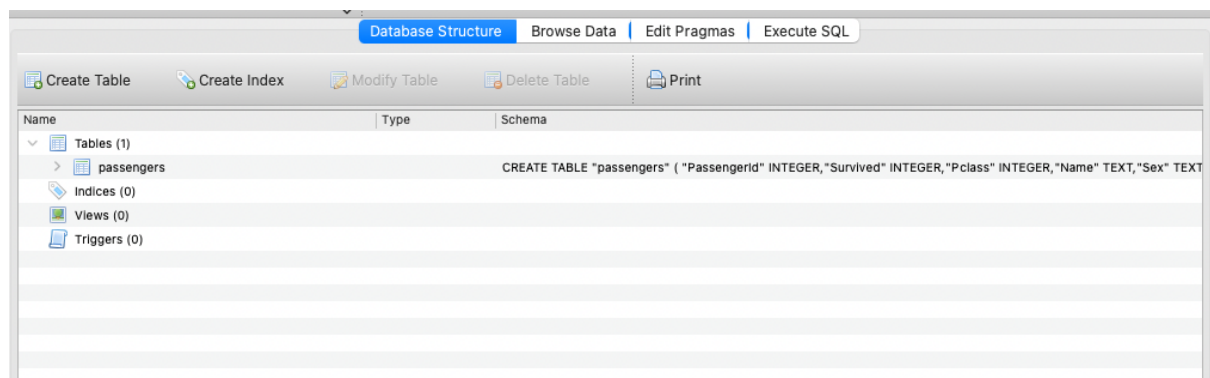 Database Structure Browse Data Edit Pragmas Execute SQL
Create Table Create Index Modify Table Delete Table Print
Name Type Schema
Tables (1)
passengers CREATE TABLE "passengers" ( "PassengerId" INTEGER,"Survived" INTEGER,"Pclass" INTEGER,"Name" TEXT,"Sex" TEXT
Indices (0)
Views (0)
Triggers (0)